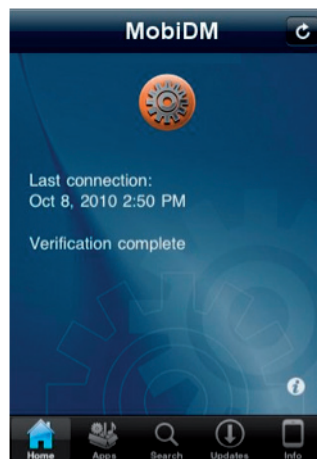 MobiDM
Last connection:
Oct 8, 2010 2:50 PM
Verification complete
i
Home Apps Search Updates Info